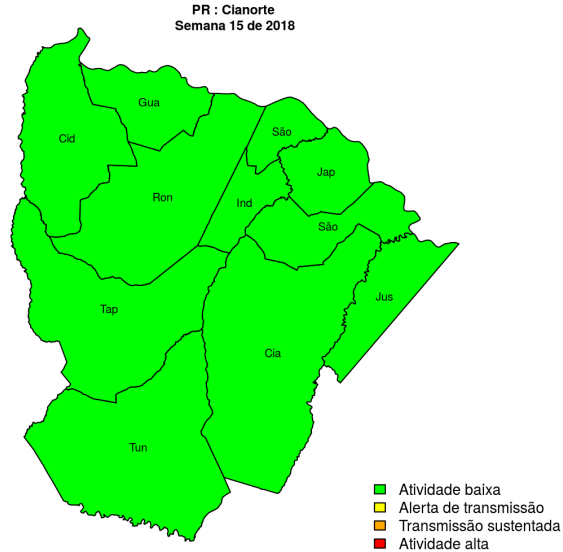 PR : Cianorte
Semana 15 de 2018
Gua
São
Cid
Jap
Ron
Ind
São
Jus
Tap
Cia
Tun
Atividade baixa
Alerta de transmissão
Transmissão sustentada
Atividade alta